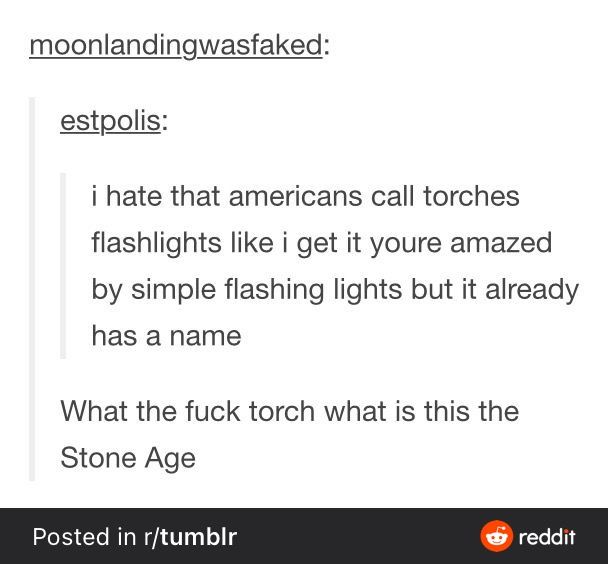 moonlandingwasfaked:
estpolis:
i hate that americans call torches
flashlights like i get it youre amazed
by simple flashing lights but it already
has a name
What the fuck torch what is this the
Stone Age
Posted in r/tumblr
reddit